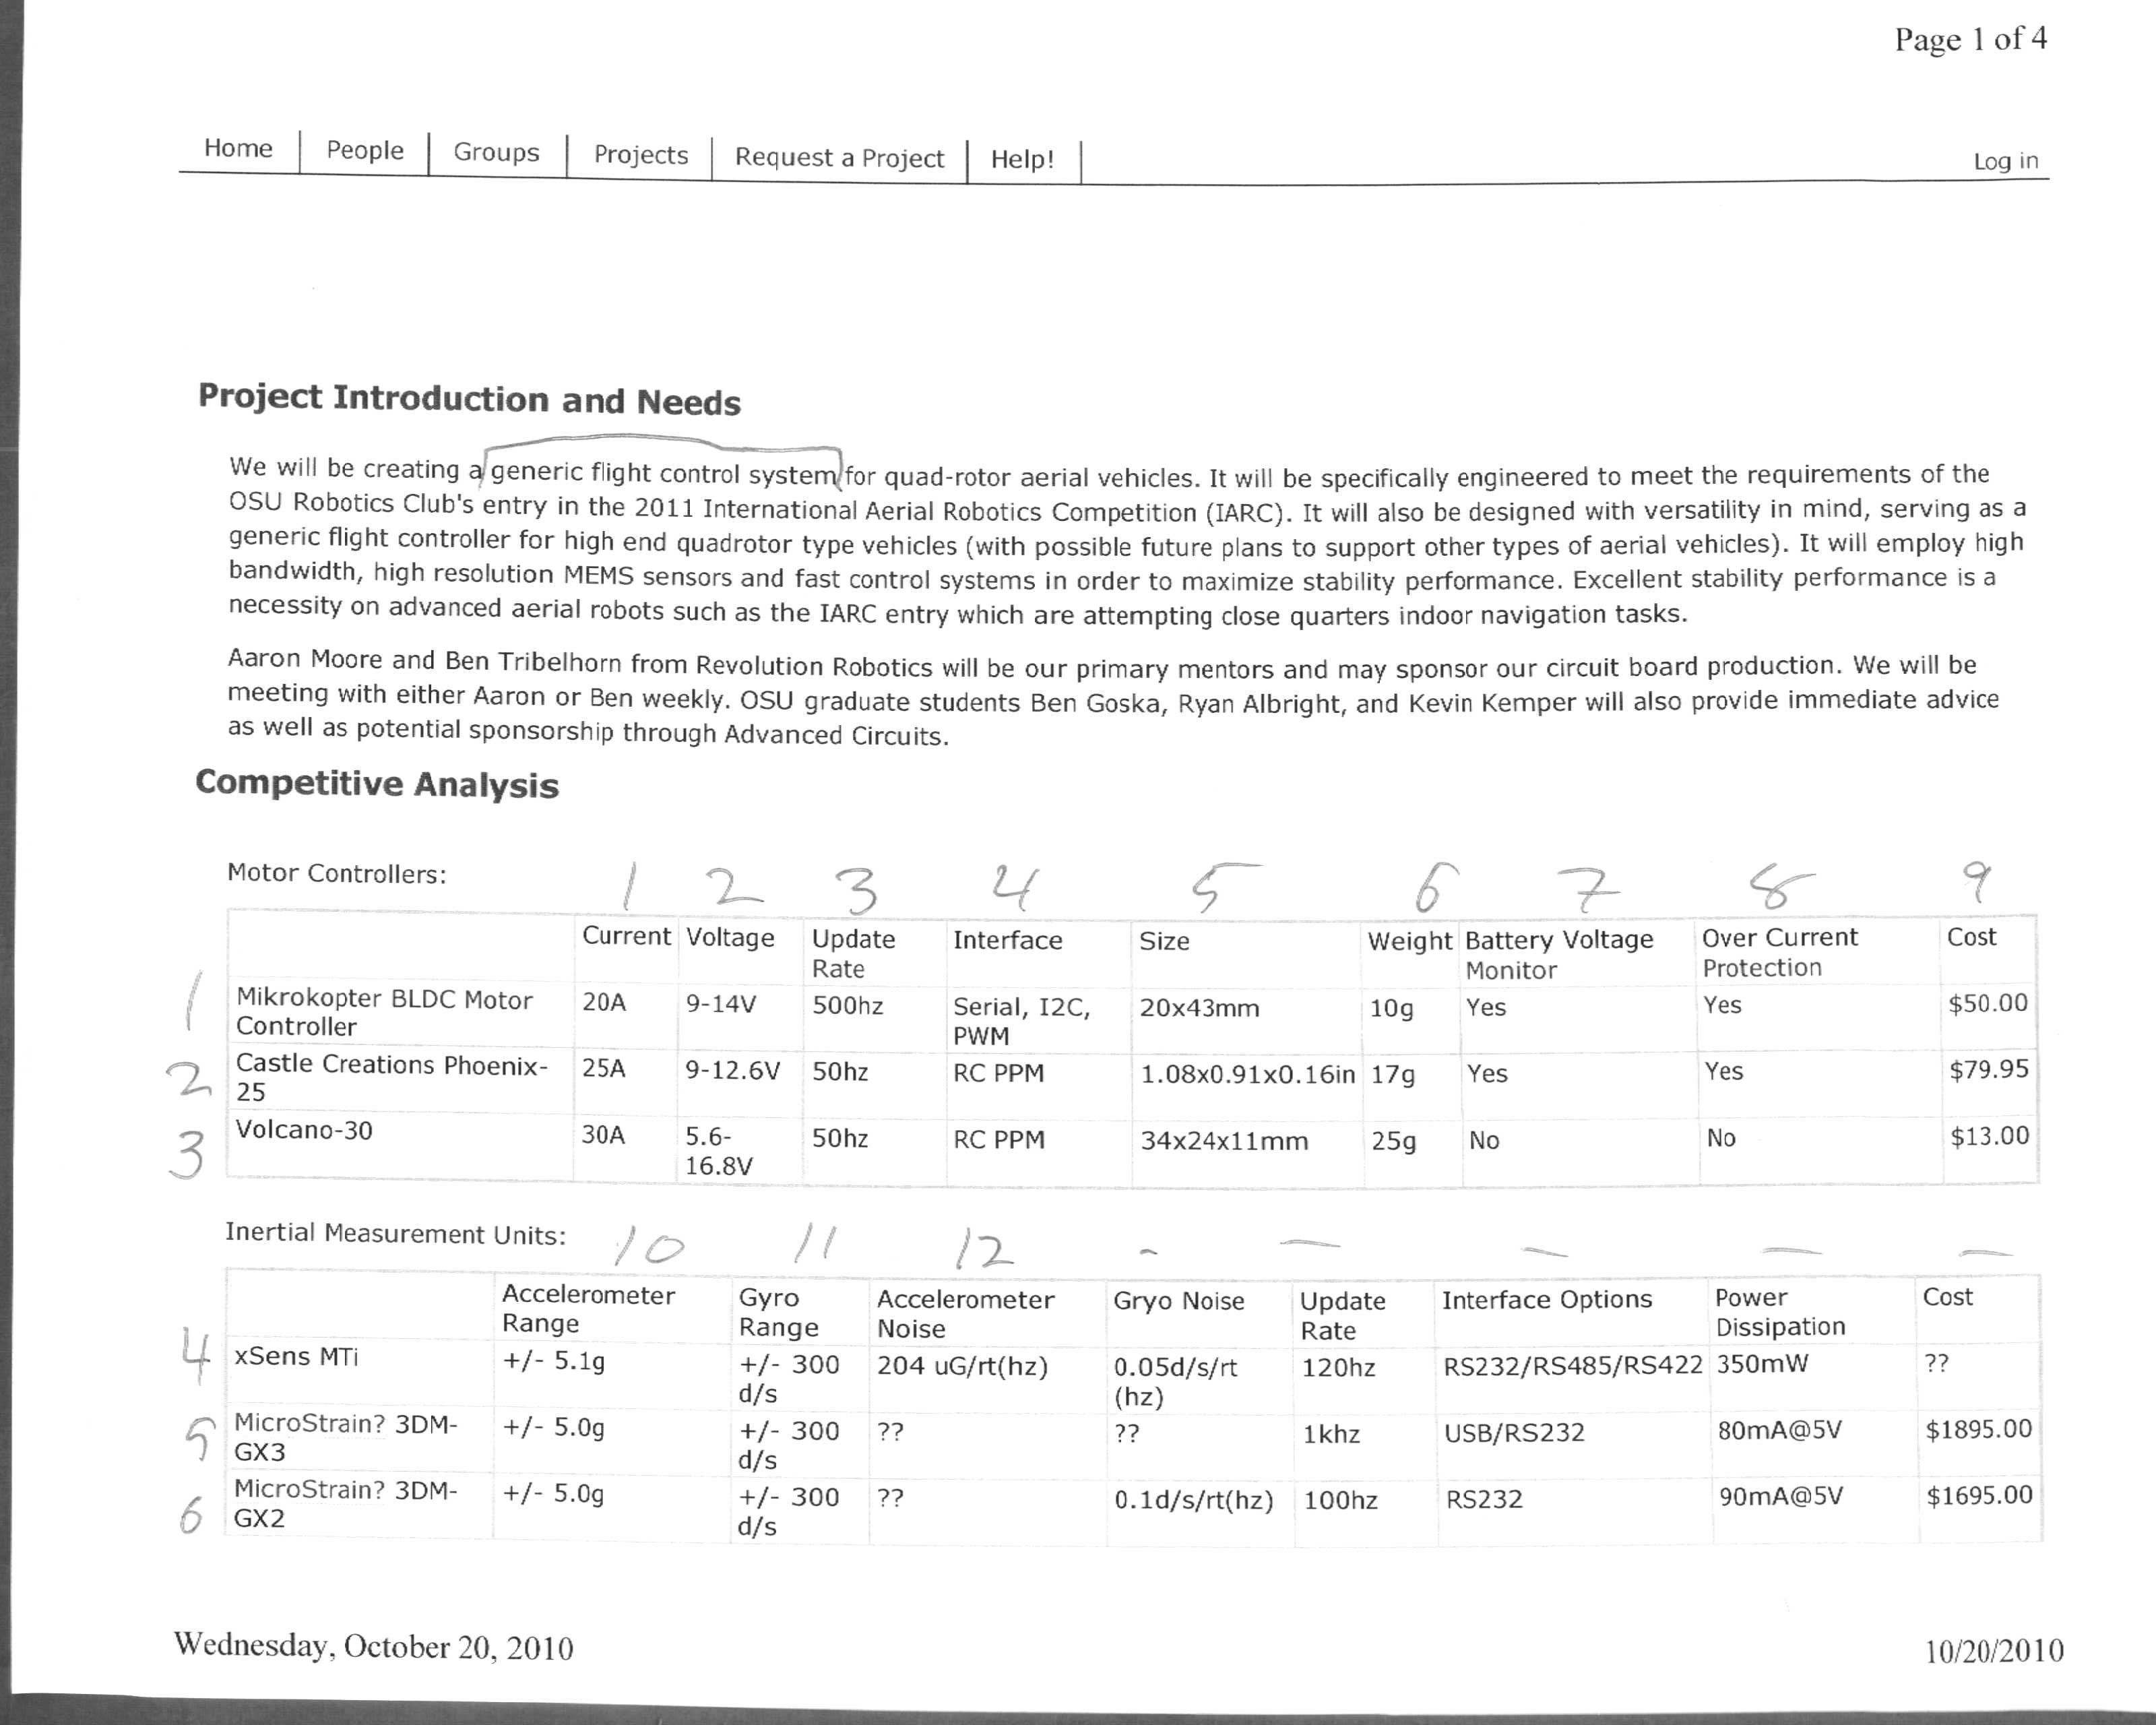 Page 1 of 4
Home People Groups Projects Request a Project Help! Log in
Project Introduction and Needs
We will be creating a generic flight control system for quad-rotor aerial vehicles. It will be specifically engineered to meet the requirements of the
OSU Robotics Club's entry in the 2011 International Aerial Robotics Competition (IARC). It will also be designed with versatility in mind, serving as a
generic flight controller for high end quadrotor type vehicles (with possible future plans to support other types of aerial vehicles). It will employ high
bandwidth, high resolution MEMS sensors and fast control systems in order to maximize stability performance. Excellent stability performance is a
necessity on advanced aerial robots such as the IARC entry which are attempting close quarters indoor navigation tasks.
Aaron Moore and Ben Tribelhorn from Revolution Robotics will be our primary mentors and may sponsor our circuit board production. We will be
meeting with either Aaron or Ben weekly. OSU graduate students Ben Goska, Ryan Albright, and Kevin Kemper will also provide immediate advice
as well as potential sponsorship through Advanced Circuits.
Competitive Analysis
Motor Controllers: 1 2 3 4 5 6 7 8 9
Current Voltage Update Interface Size Weight Battery Voltage Over Current Cost
Rate Monitor Protection
1 Mikrokopter BLDC Motor 20A 9-14V 500hz Serial, I2C, 20x43mm 10g Yes Yes $50.00
Controller PWM
2 Castle Creations Phoenix- 25A 9-12.6V 50hz RC PPM 1.08x0.91x0.16in 17g Yes Yes $79.95
25
3 Volcano-30 30A 5.6- 50hz RC PPM 34x24x11mm 25g No No $13.00
16.8V
Inertial Measurement Units: 10 11 12 - - - - -
Accelerometer Gyro Accelerometer Gryo Noise Update Interface Options Power Cost
Range Range Noise Rate Dissipation
4 xSens MTi +/- 5.1g +/- 300 204 uG/rt(hz) 0.05d/s/rt 120hz RS232/RS485/RS422 350mW ??
d/s (hz)
5 MicroStrain? 3DM- +/- 5.0g +/- 300 ?? ?? 1khz USB/RS232 80mA@5V $1895.00
GX3 d/s
6 MicroStrain? 3DM- +/- 5.0g +/- 300 ?? 0.1d/s/rt(hz) 100hz RS232 90mA@5V $1695.00
GX2 d/s
Wednesday, October 20, 2010 10/20/2010